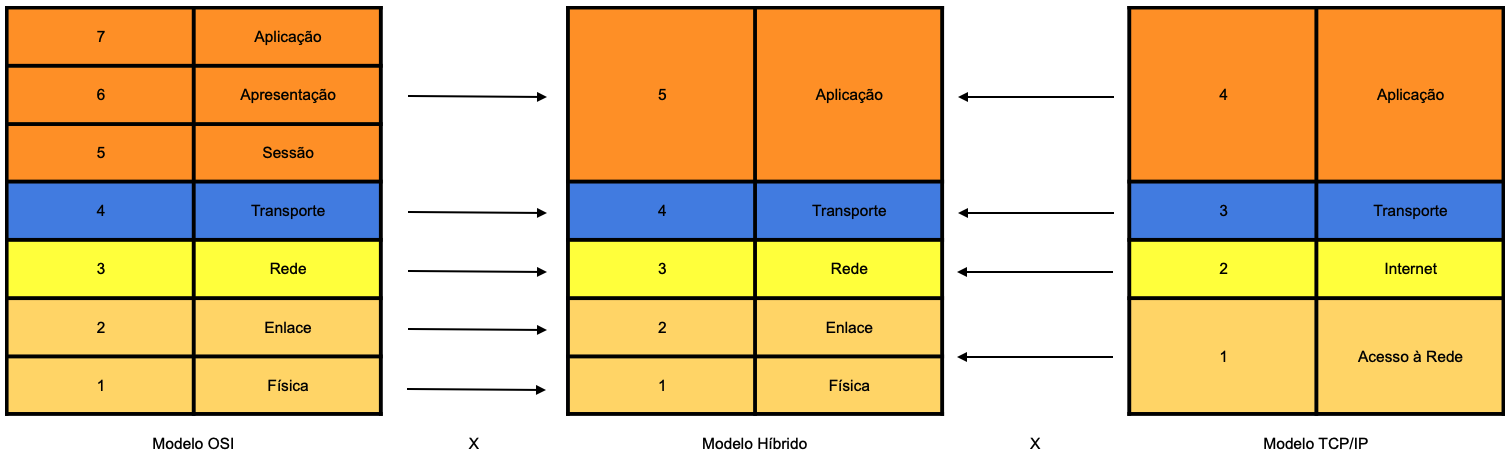 7 Aplicação
6 Apresentação
5 Sessão
4 Transporte
3 Rede
2 Enlace
1 Física
Modelo OSI
X
5 Aplicação
4 Transporte
3 Rede
2 Enlace
1 Física
Modelo Híbrido
X
4 Aplicação
3 Transporte
2 Internet
1 Acesso à Rede
Modelo TCP/IP